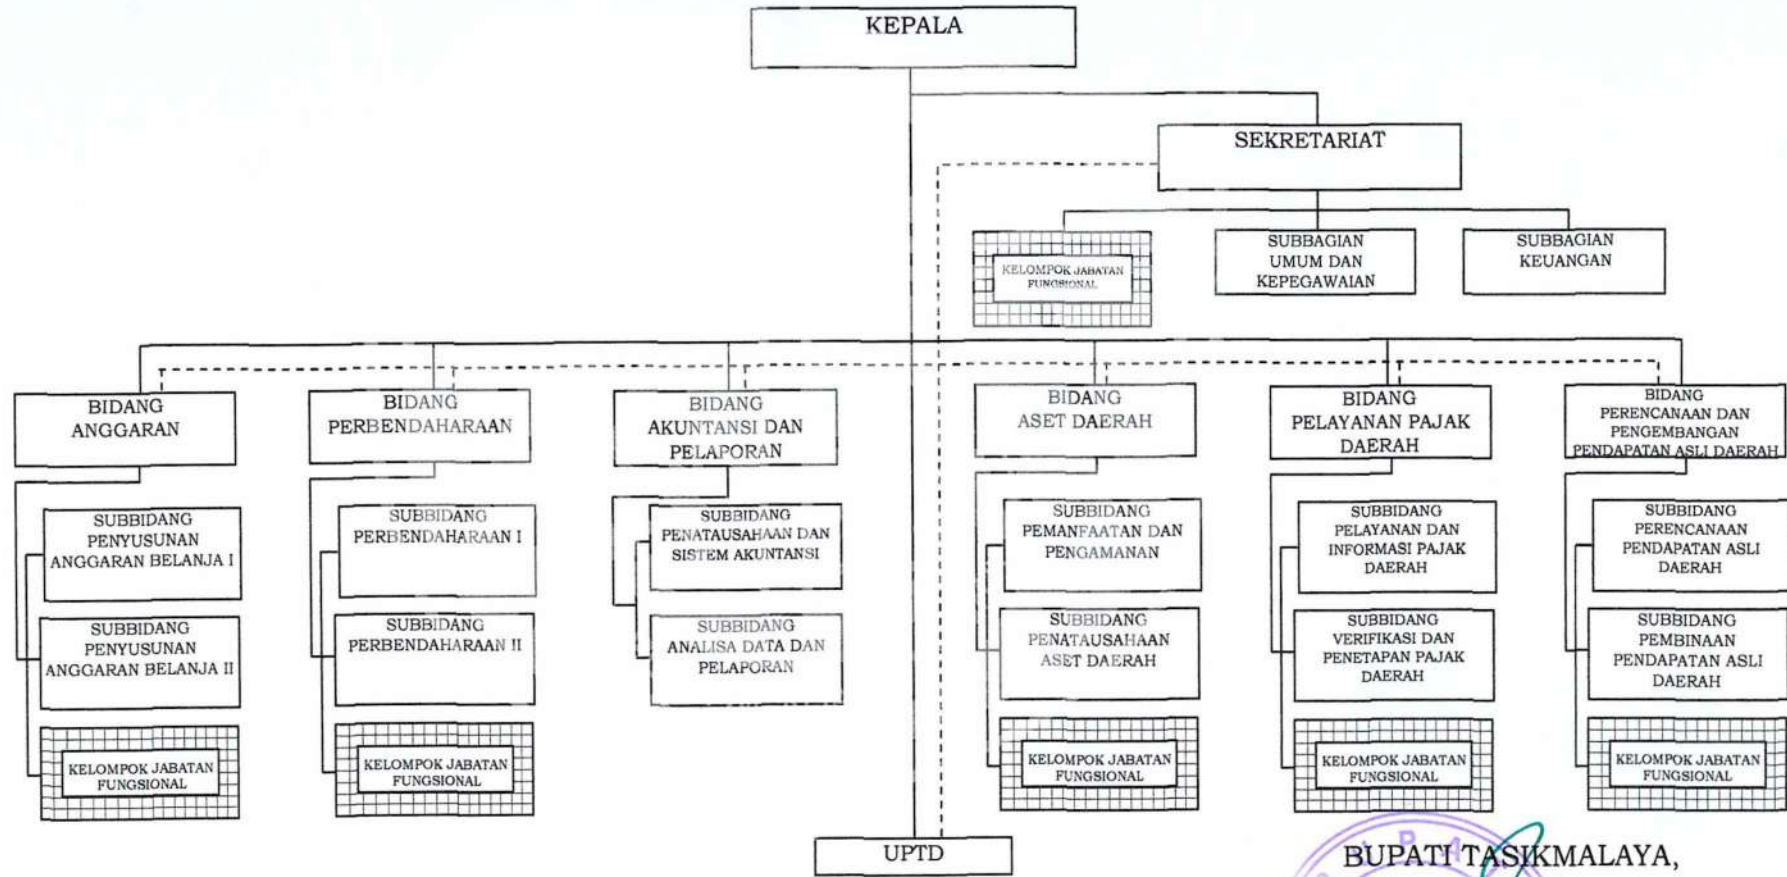 KEPALA
SEKRETARIAT
KELOMPOK JABATAN
FUNGSIONAL
SUBBAGIAN
UMUM DAN
KEPEGAWAIAN
SUBBAGIAN
KEUANGAN
BIDANG
ANGGARAN
BIDANG
PERBENDAHARAAN
BIDANG
AKUNTANSI DAN
PELAPORAN
BIDANG
ASET DAERAH
BIDANG
PELAYANAN PAJAK
DAERAH
BIDANG
PERENCANAAN DAN
PENGEMBANGAN
PENDAPATAN ASLI DAERAH
SUBBIDANG
PENYUSUNAN
ANGGARAN BELANJA I
SUBBIDANG
PERBENDAHARAAN I
SUBBIDANG
PENATAUSAHAAN DAN
SISTEM AKUNTANSI
SUBBIDANG
PEMANFAATAN DAN
PENGAMANAN
SUBBIDANG
PELAYANAN DAN
INFORMASI PAJAK
DAERAH
SUBBIDANG
PERENCANAAN
PENDAPATAN ASLI
DAERAH
SUBBIDANG
PENYUSUNAN
ANGGARAN BELANJA II
SUBBIDANG
PERBENDAHARAAN II
SUBBIDANG
ANALISA DATA DAN
PELAPORAN
SUBBIDANG
PENATAUSAHAAN
ASET DAERAH
SUBBIDANG
VERIFIKASI DAN
PENETAPAN PAJAK
DAERAH
SUBBIDANG
PEMBINAAN
PENDAPATAN ASLI
DAERAH
KELOMPOK JABATAN
FUNGSIONAL
KELOMPOK JABATAN
FUNGSIONAL
KELOMPOK JABATAN
FUNGSIONAL
KELOMPOK JABATAN
FUNGSIONAL
KELOMPOK JABATAN
FUNGSIONAL
UPTD
BUPATI TASIKMALAYA,